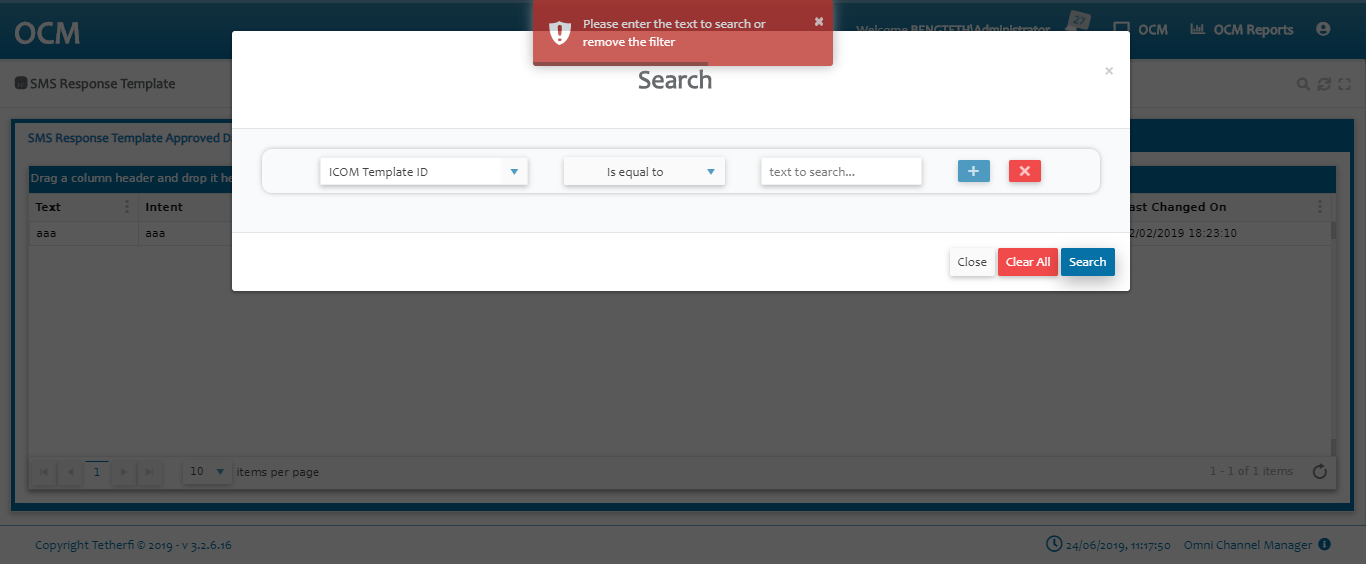 OCM
Please enter the text to search or
remove the filter
Welcome BENGTETH\Administrator
27
OCM
OCM Reports
SMS Response Template
Search
SMS Response Template Approved D
Drag a column header and drop it he
ICOM Template ID
Is equal to
text to search...
Text
Intent
ast Changed On
aaa
aaa
2/02/2019 18:23:10
Close
Clear All
Search
1
10
items per page
1 - 1 of 1 items
Copyright Tetherfi © 2019 - v 3.2.6.16
24/06/2019, 11:17:50
Omni Channel Manager